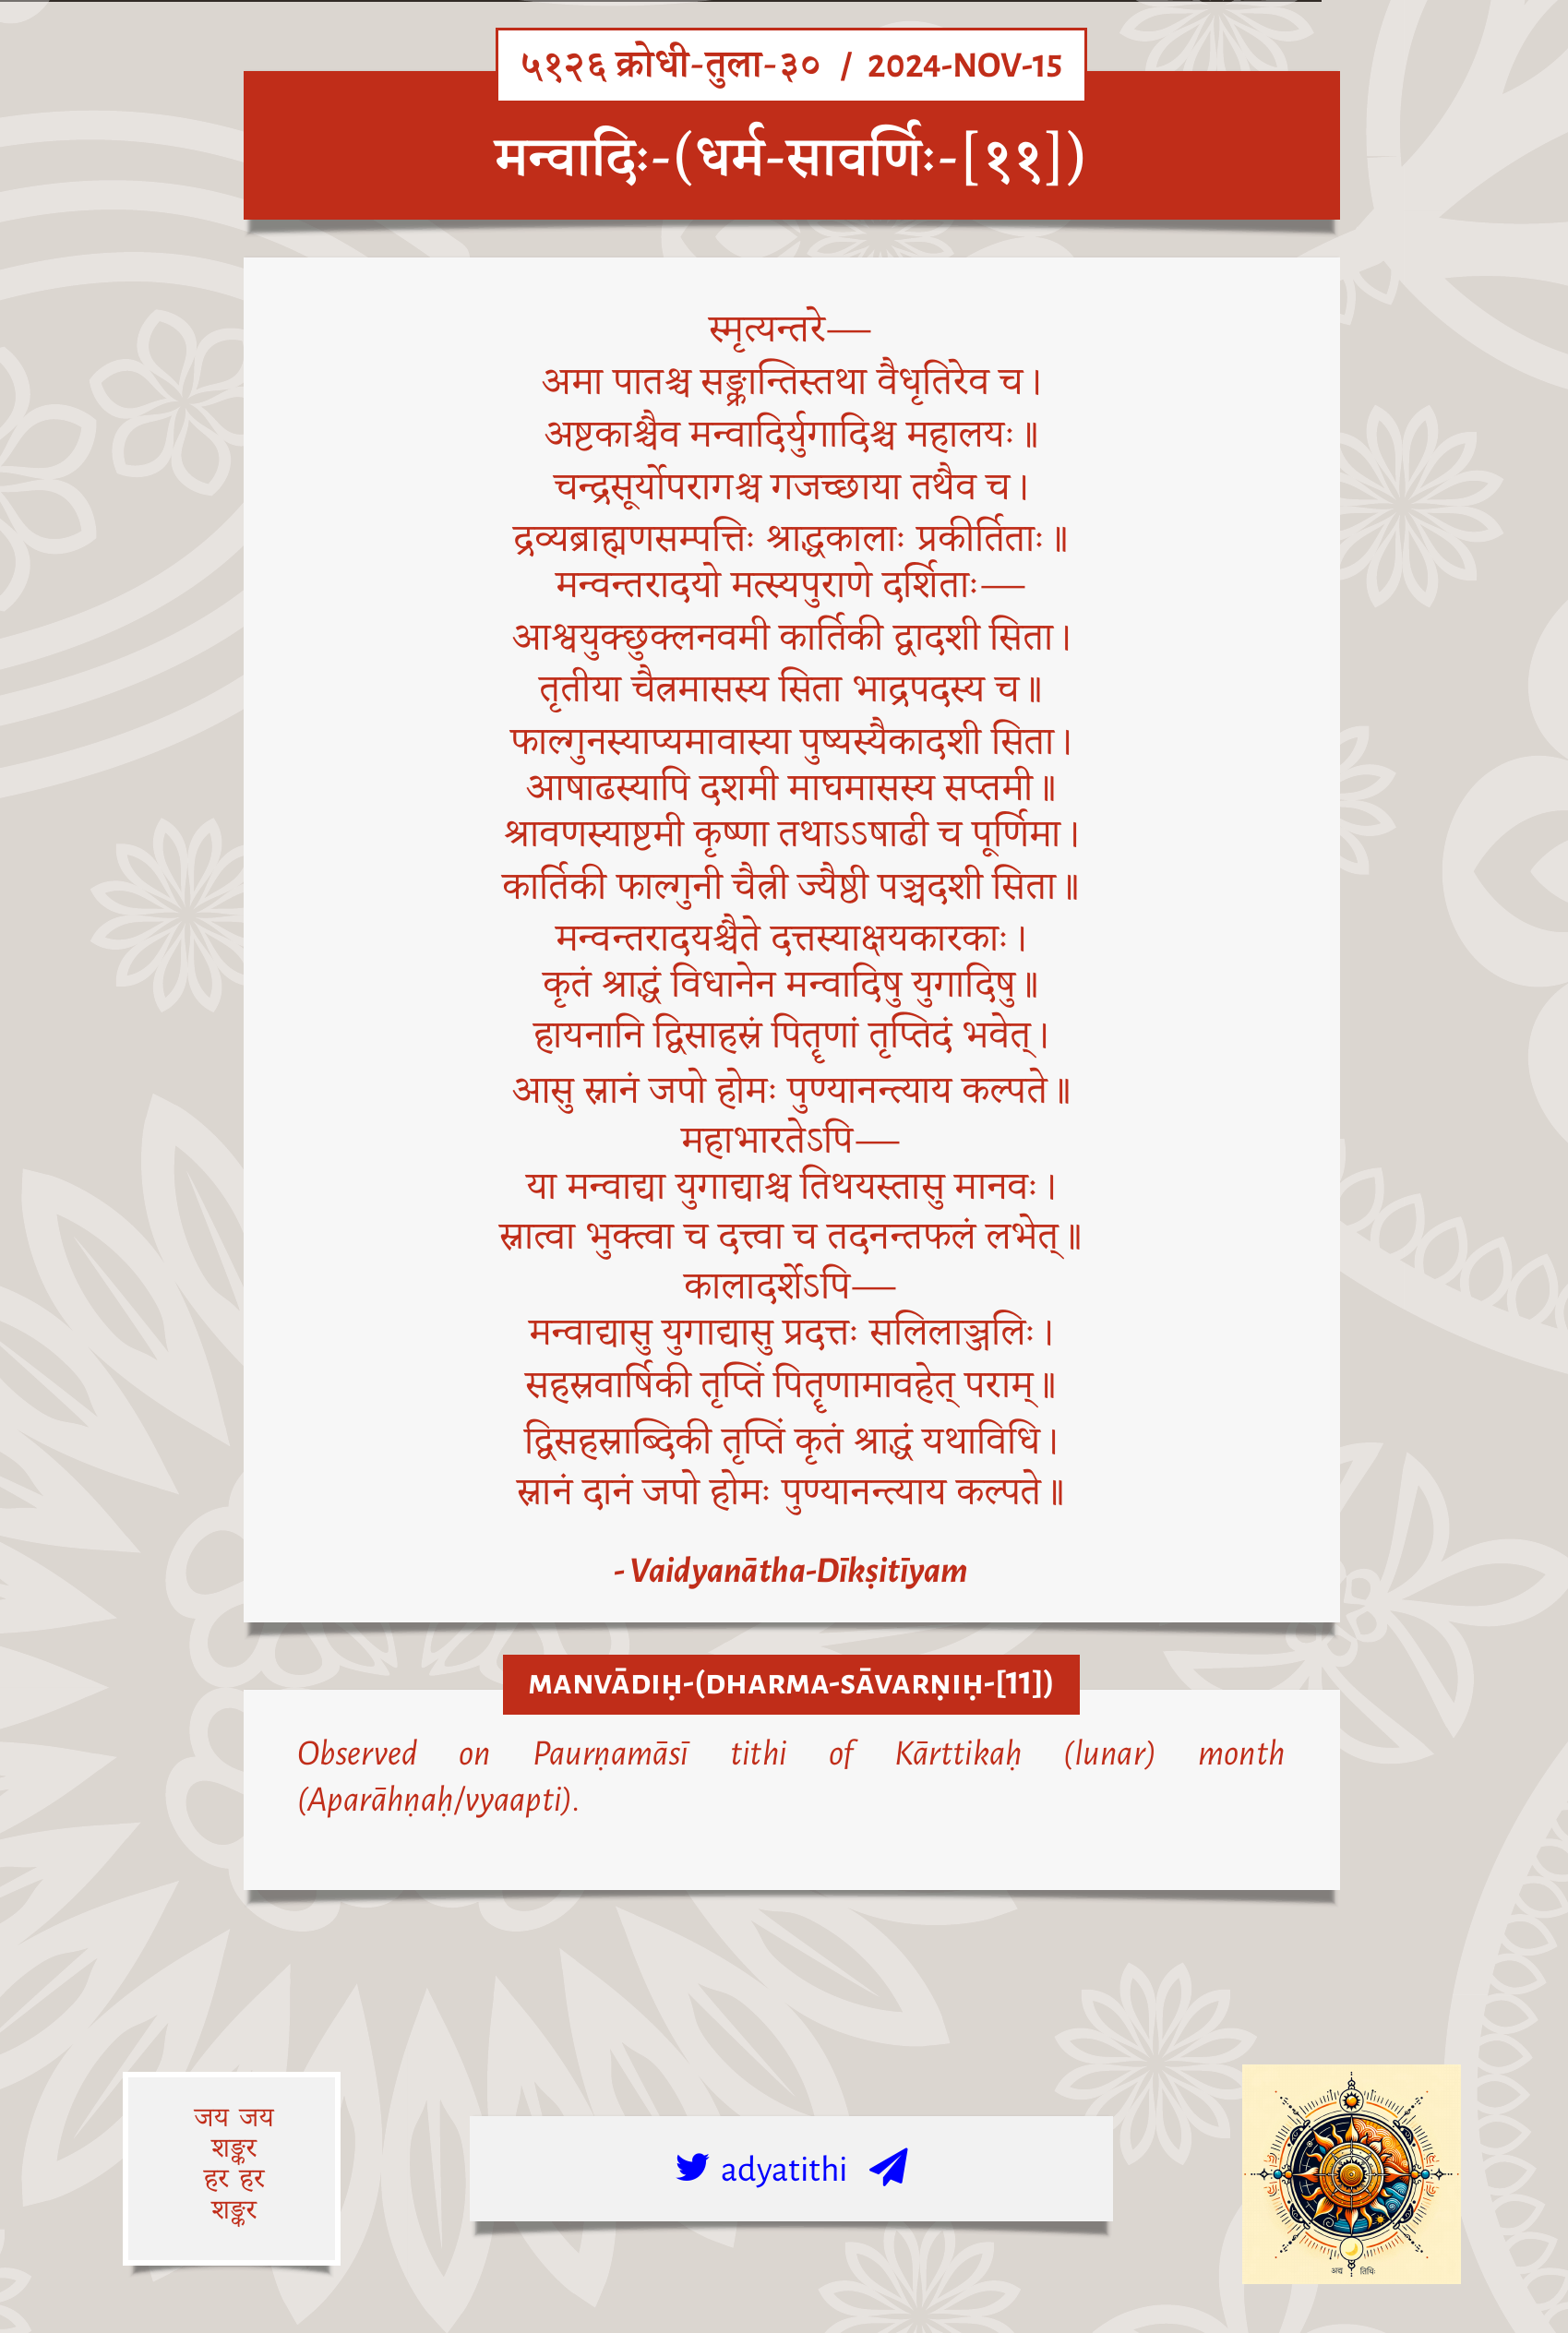 ५१२६ क्रोधी-तुला-३० / 2024-NOV-15
मन्वादिः-(धर्म-सावर्णिः-[११])
स्मृत्यन्तरे—
अमा पातश्च सङ्क्रान्तिस्तथा वैधृतिरेव च।
अष्टकाश्चैव मन्वादिर्युगादिश्च महालयः॥
चन्द्रसूर्योपरागश्च गजच्छाया तथैव च।
द्रव्यब्राह्मणसम्पत्तिः श्राद्धकालाः प्रकीर्तिताः॥
मन्वन्तरादयो मत्स्यपुराणे दर्शिताः—
आश्वयुक्छुक्लनवमी कार्तिकी द्वादशी सिता।
तृतीया चैत्रमासस्य सिता भाद्रपदस्य च॥
फाल्गुनस्याप्यमावास्या पुष्यस्यैकादशी सिता।
आषाढस्यापि दशमी माघमासस्य सप्तमी॥
श्रावणस्याष्टमी कृष्णा तथाऽऽषाढी च पूर्णिमा।
कार्तिकी फाल्गुनी चैत्री ज्यैष्ठी पञ्चदशी सिता॥
मन्वन्तरादयश्चैते दत्तस्याक्षयकारकाः।
कृतं श्राद्धं विधानेन मन्वादिषु युगादिषु॥
हायनानि द्विसाहस्रं पितॄणां तृप्तिदं भवेत्।
आसु स्नानं जपो होमः पुण्यानन्त्याय कल्पते॥
महाभारतेऽपि—
या मन्वाद्या युगाद्याश्च तिथयस्तासु मानवः।
स्नात्वा भुक्त्वा च दत्त्वा च तदनन्तफलं लभेत्॥
कालादर्शेऽपि—
मन्वाद्यासु युगाद्यासु प्रदत्तः सलिलाञ्जलिः।
सहस्रवार्षिकी तृप्तिं पितॄणामावहेत् पराम्॥
द्विसहस्राब्दिकी तृप्तिं कृतं श्राद्धं यथाविधि।
स्नानं दानं जपो होमः पुण्यानन्त्याय कल्पते॥
- Vaidyanātha-Dīkṣitīyam
MANVĀDIḤ-(DHARMA-SĀVARṆIḤ-[11])
Observed on Paurṇamāsī tithi of Kārttikaḥ (lunar) month
(Aparāhṇaḥ/vyaapti).
जय जय
शङ्कर
हर हर
शङ्कर
adyatithi
अद्य तिथिः